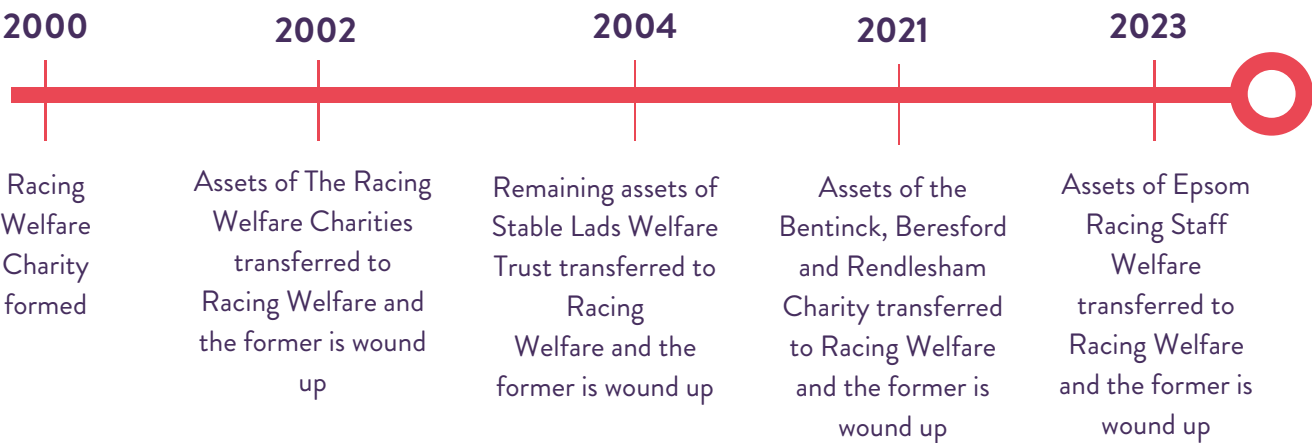 2000
Racing
Welfare
Charity
formed
2002
Assets of The Racing
Welfare Charities
transferred to
Racing Welfare and
the former is wound
up
2004
Remaining assets of
Stable Lads Welfare
Trust transferred to
Racing
Welfare and the
former is wound up
2021
Assets of the
Bentinck, Beresford
and Rendlesham
Charity transferred
to Racing Welfare
and the former is
wound up
2023
Assets of Epsom
Racing Staff
Welfare
transferred to
Racing Welfare
and the former is
wound up